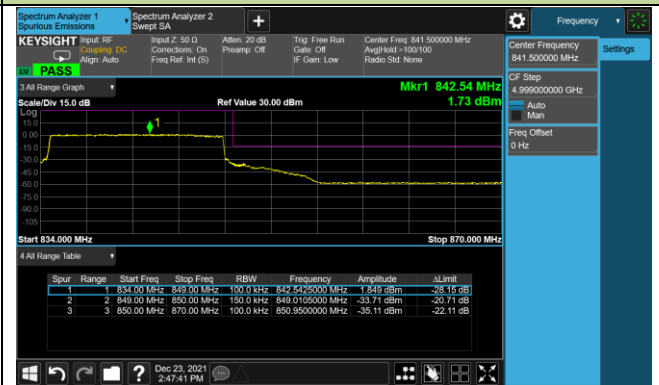 Spectrum Analyzer 1
Spurious Emissions
Spectrum Analyzer 2
Swept SA
Frequency
KEYSIGHT
Input: RF
Coupling: DC
Align: Auto
Input Z: 50 Ω
Corrections: On
Freq Ref: Int (S)
Atten: 20 dB
Preamp: Off
Trig: Free Run
Gate: Off
IF Gain: Low
Center Freq: 841.500000 MHz
Avg|Hold:>100/100
Radio Std: None
PASS
Center Frequency
841.500000 MHz
Settings
CF Step
4.999000000 GHz
Auto
Man
Freq Offset
0 Hz
3 All Range Graph
Mkr1 842.54 MHz
Scale/Div 15.0 dB
Ref Value 30.00 dBm
1.73 dBm
Log
15.0
0.00
-15.0
-30.0
-45.0
-60.0
-75.0
-90.0
-105
1
Start 834.000 MHz
Stop 870.000 MHz
4 All Range Table
Spur Range Start Freq Stop Freq RBW Frequency Amplitude ΔLimit
1 1 834.00 MHz 849.00 MHz 100.0 kHz 842.5425000 MHz 1.849 dBm -28.15 dB
2 2 849.00 MHz 850.00 MHz 150.0 kHz 849.0105000 MHz -33.71 dBm -20.71 dB
3 3 850.00 MHz 870.00 MHz 100.0 kHz 850.9500000 MHz -35.11 dBm -22.11 dB
Dec 23, 2021
2:47:41 PM